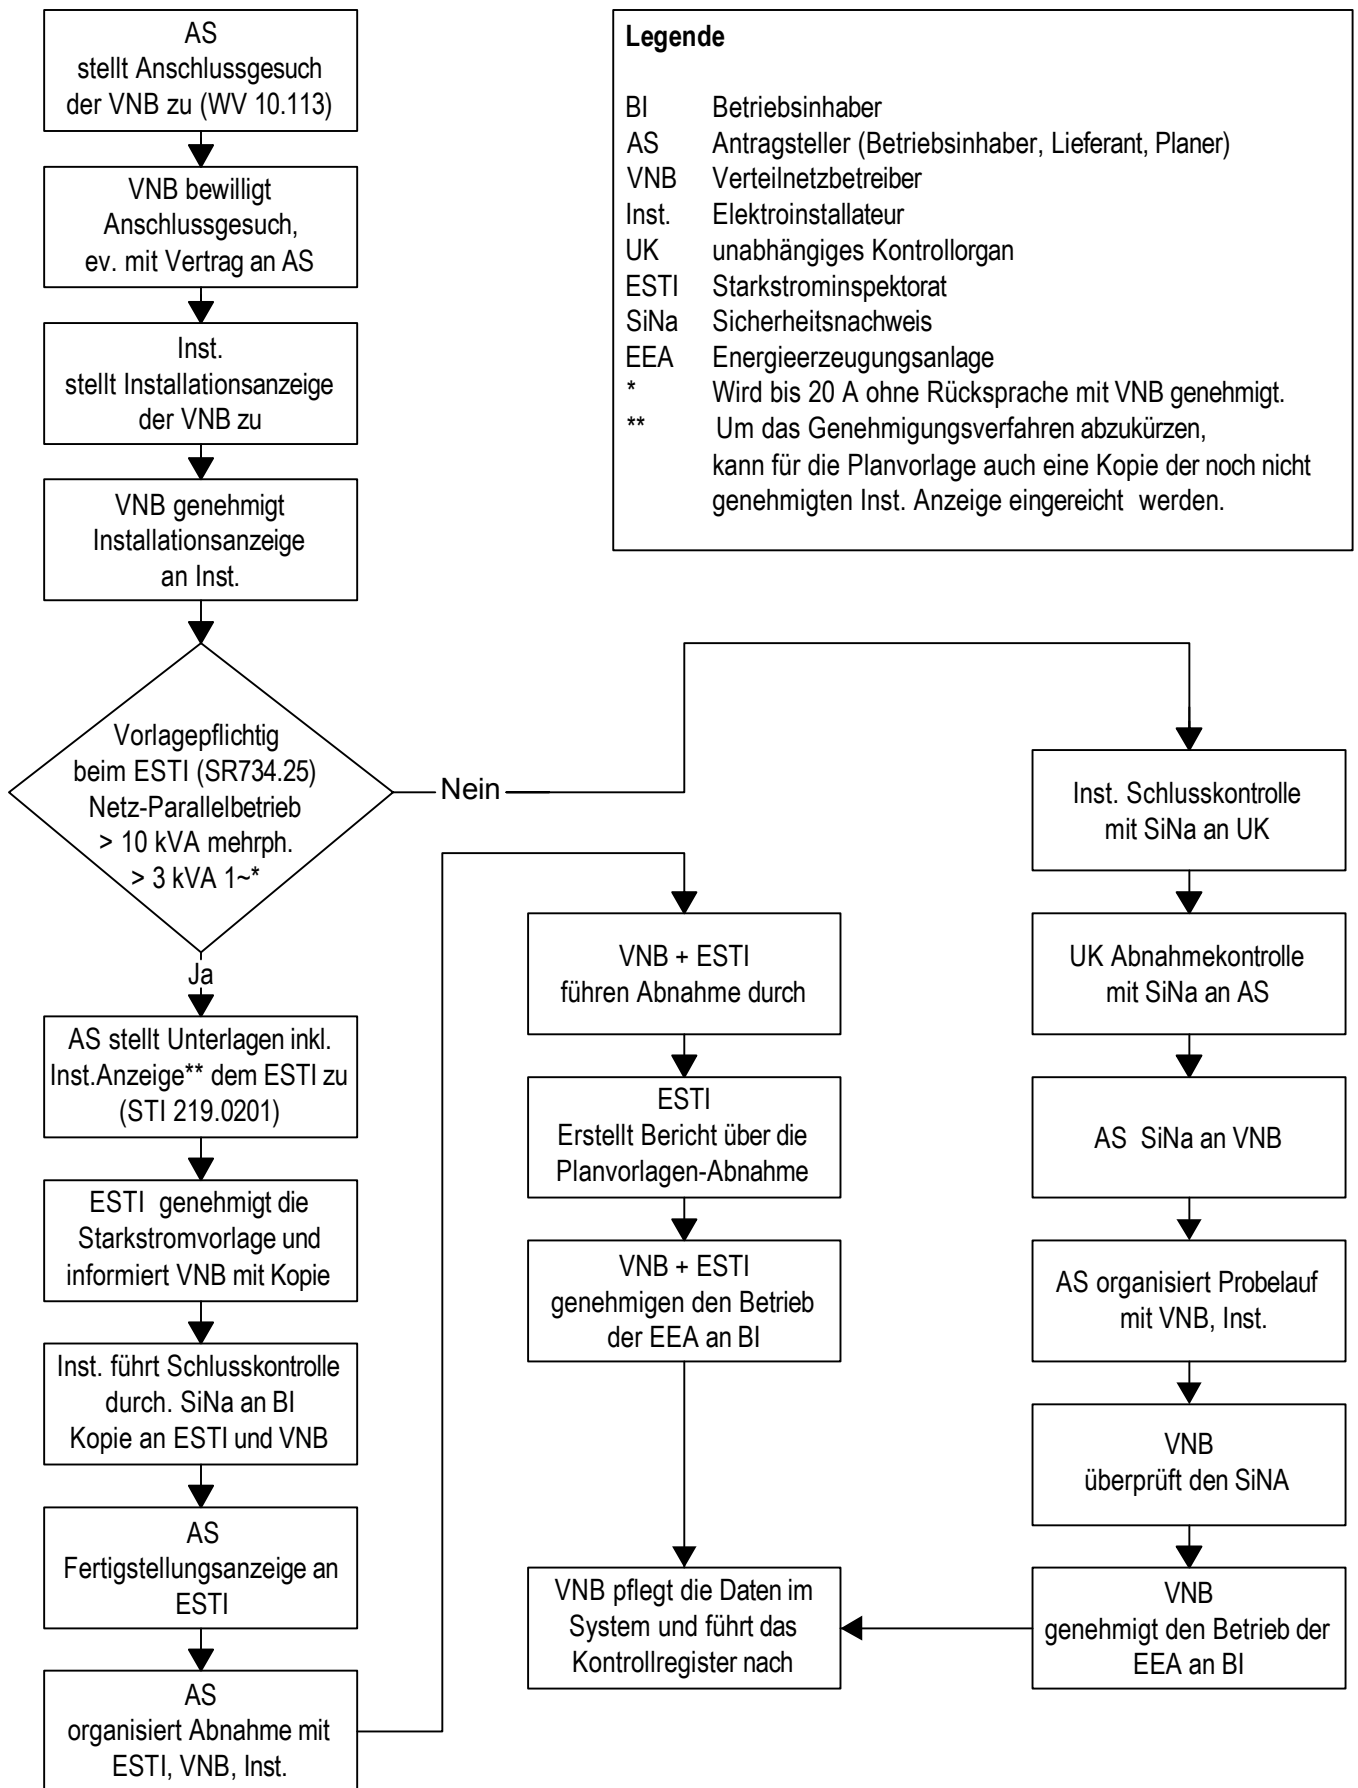 AS
stellt Anschlussgesuch
der VNB zu (WV 10.113)
VNB bewilligt
Anschlussgesuch,
ev. mit Vertrag an AS
Inst.
stellt Installationsanzeige
der VNB zu
VNB genehmigt
Installationsanzeige
an Inst.
Legende
BI Betriebsinhaber
AS Antragsteller (Betriebsinhaber, Lieferant, Planer)
VNB Verteilnetzbetreiber
Inst. Elektroinstallateur
UK unabhängiges Kontrollorgan
ESTI Starkstrominspektorat
SiNa Sicherheitsnachweis
EEA Energieerzeugungsanlage
* Wird bis 20 A ohne Rücksprache mit VNB genehmigt.
** Um das Genehmigungsverfahren abzukürzen,
kann für die Planvorlage auch eine Kopie der noch nicht
genehmigten Inst. Anzeige eingereicht werden.
Vorlagepflichtig
beim ESTI (SR734.25)
Netz-Parallelbetrieb
> 10 kVA mehrph.
> 3 kVA 1~*
Nein
Ja
AS stellt Unterlagen inkl.
Inst.Anzeige** dem ESTI zu
(STI 219.0201)
ESTI genehmigt die
Starkstromvorlage und
informiert VNB mit Kopie
Inst. führt Schlusskontrolle
durch. SiNa an BI
Kopie an ESTI und VNB
AS
Fertigstellungsanzeige an
ESTI
AS
organisiert Abnahme mit
ESTI, VNB, Inst.
VNB + ESTI
führen Abnahme durch
ESTI
Erstellt Bericht über die
Planvorlagen-Abnahme
VNB + ESTI
genehmigen den Betrieb
der EEA an BI
VNB pflegt die Daten im
System und führt das
Kontrollregister nach
Inst. Schlusskontrolle
mit SiNa an UK
UK Abnahmekontrolle
mit SiNa an AS
AS SiNa an VNB
AS organisiert Probelauf
mit VNB, Inst.
VNB
überprüft den SiNA
VNB
genehmigt den Betrieb der
EEA an BI